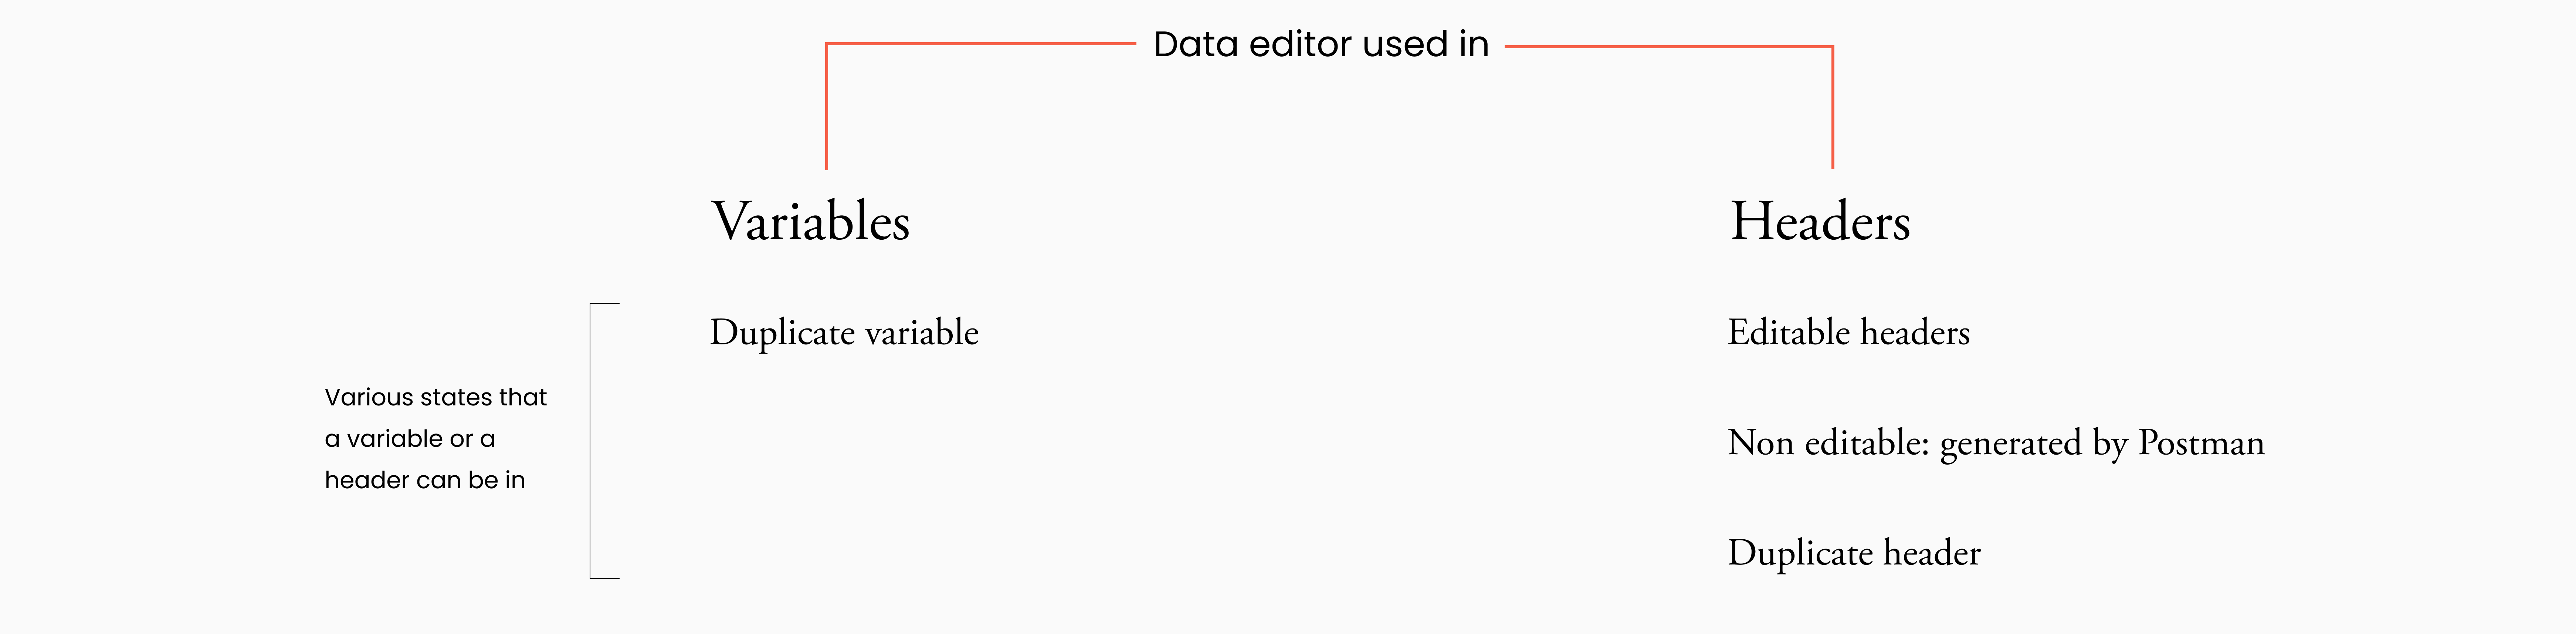 Data editor used in
Variables
Headers
Various states that
a variable or a
header can be in
Duplicate variable
Editable headers
Non editable: generated by Postman
Duplicate header